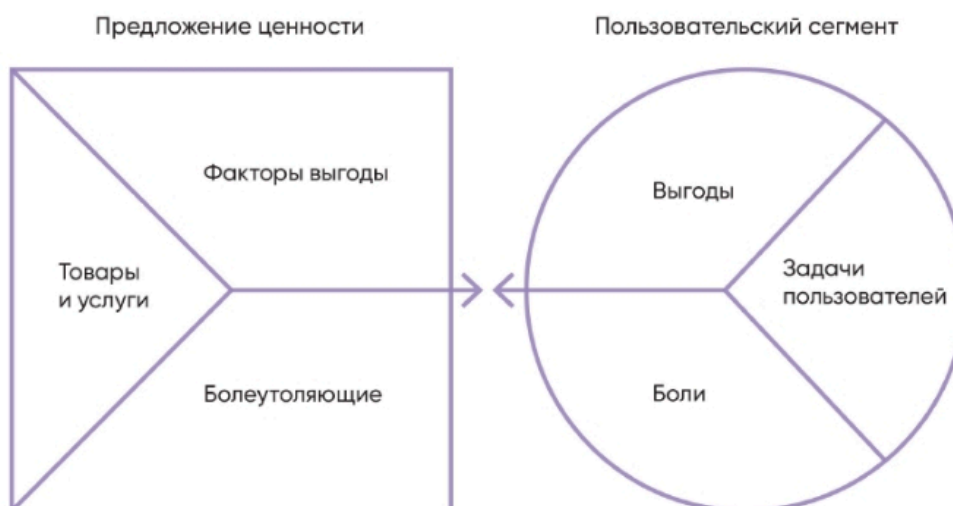 Предложение ценности
Пользовательский сегмент
Факторы выгоды
Товары
и услуги
Болеутоляющие
Выгоды
Задачи
пользователей
Боли